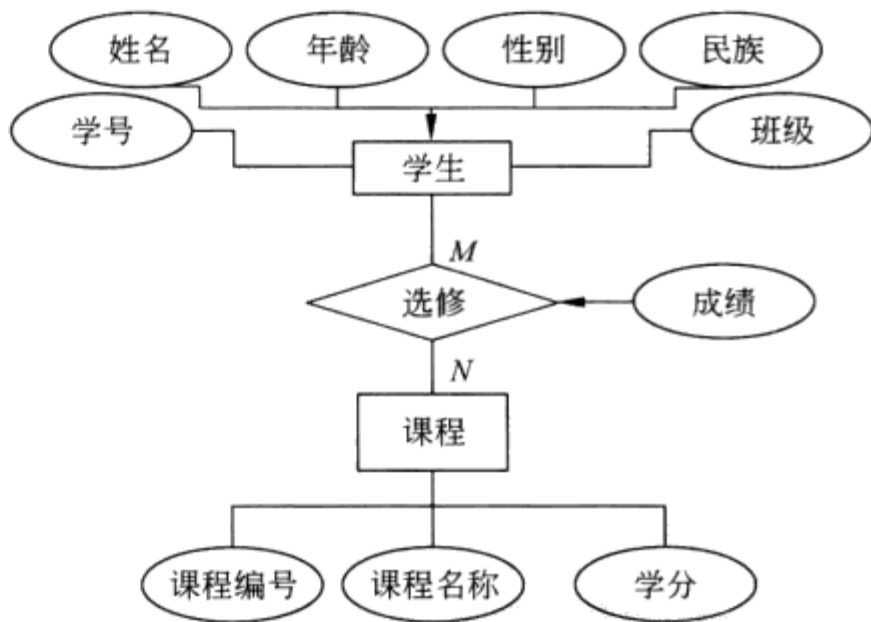 姓名 年龄 性别 民族
学号 班级
学生
M
选修 成绩
N
课程
课程编号 课程名称 学分